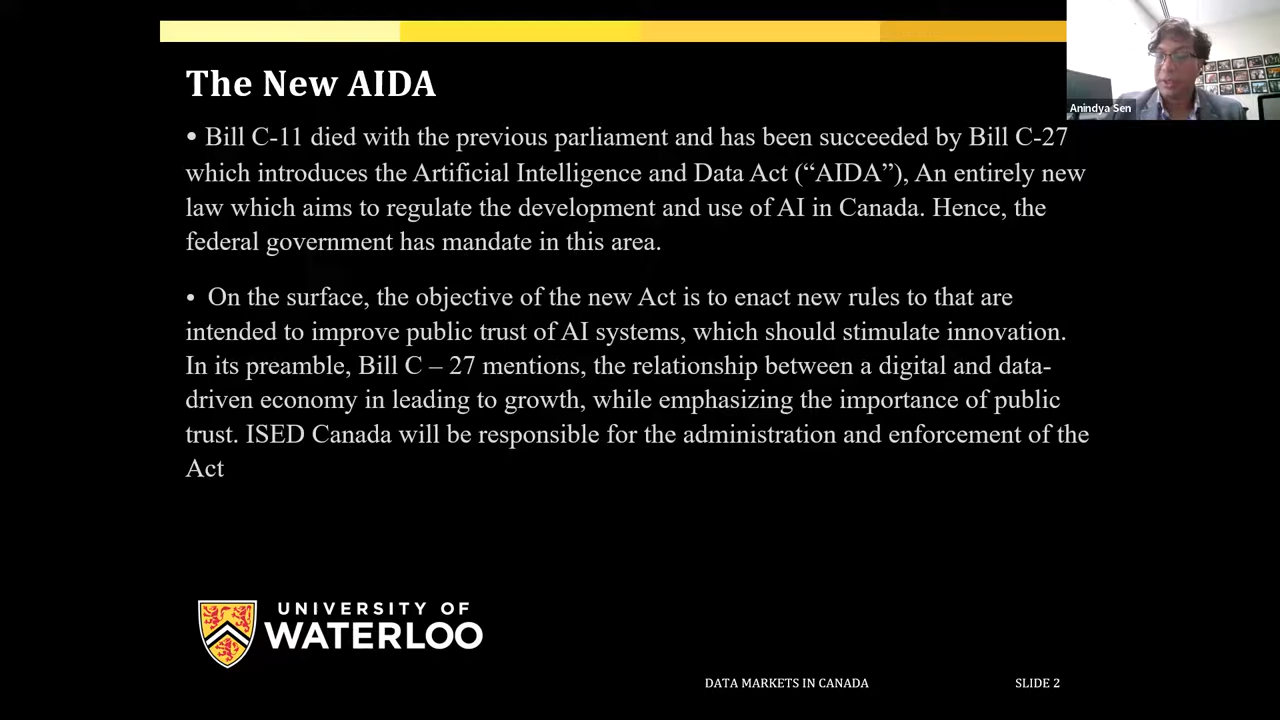 The New AIDA
• Bill C-11 died with the previous parliament and has been succeeded by Bill C-27
which introduces the Artificial Intelligence and Data Act (“AIDA”), An entirely new
law which aims to regulate the development and use of AI in Canada. Hence, the
federal government has mandate in this area.
• On the surface, the objective of the new Act is to enact new rules to that are
intended to improve public trust of AI systems, which should stimulate innovation.
In its preamble, Bill C – 27 mentions, the relationship between a digital and data-
driven economy in leading to growth, while emphasizing the importance of public
trust. ISED Canada will be responsible for the administration and enforcement of the
Act
Anindya Sen
UNIVERSITY OF
WATERLOO
DATA MARKETS IN CANADA
SLIDE 2